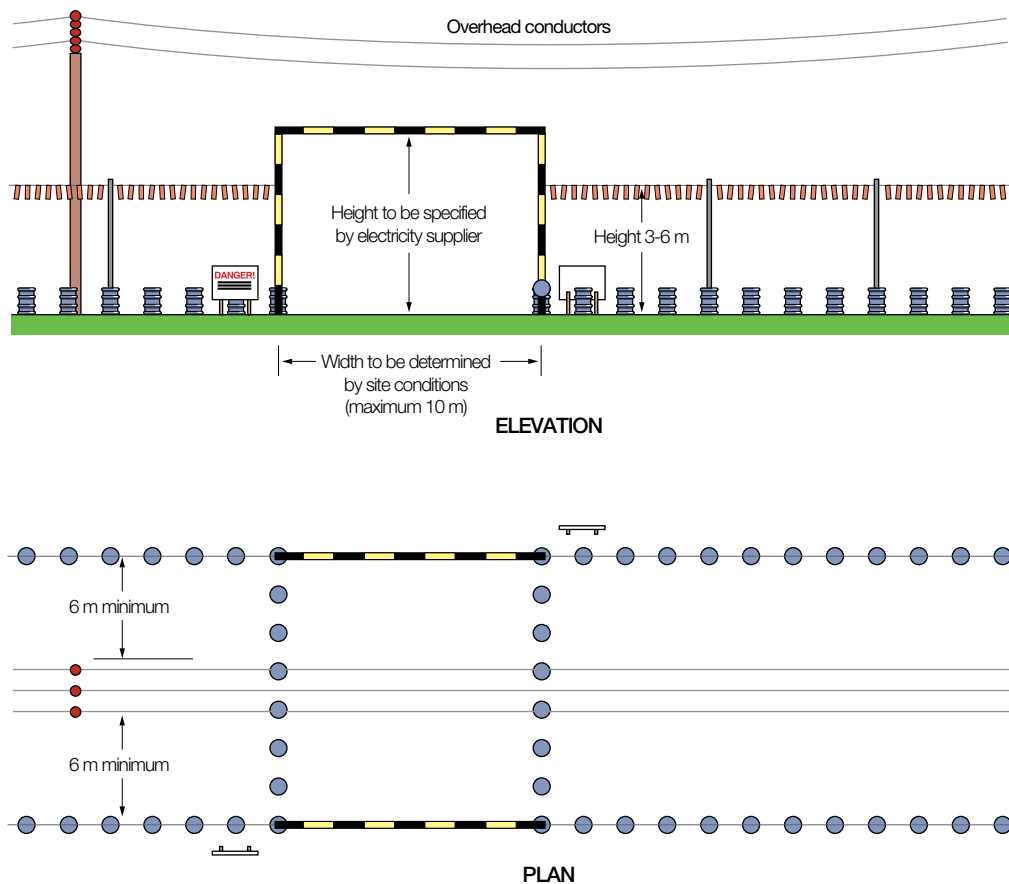 Overhead conductors
Height to be specified
by electricity supplier
Height 3-6 m
DANGER!
Width to be determined
by site conditions
(maximum 10 m)
ELEVATION
6 m minimum
6 m minimum
PLAN